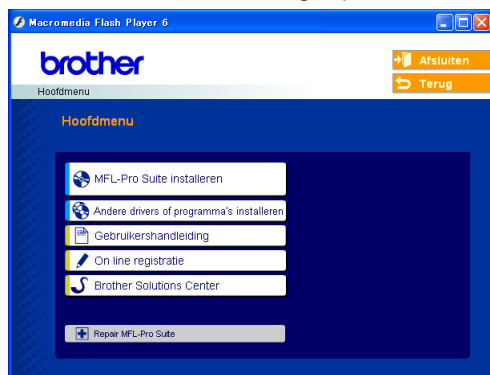 Macromedia Flash Player 6
brother
Afsluiten
Terug
Hoofdmenu
Hoofdmenu
MFL-Pro Suite installeren
Andere drivers of programma's installeren
Gebruikershandleiding
On line registratie
Brother Solutions Center
Repair MFL-Pro Suite